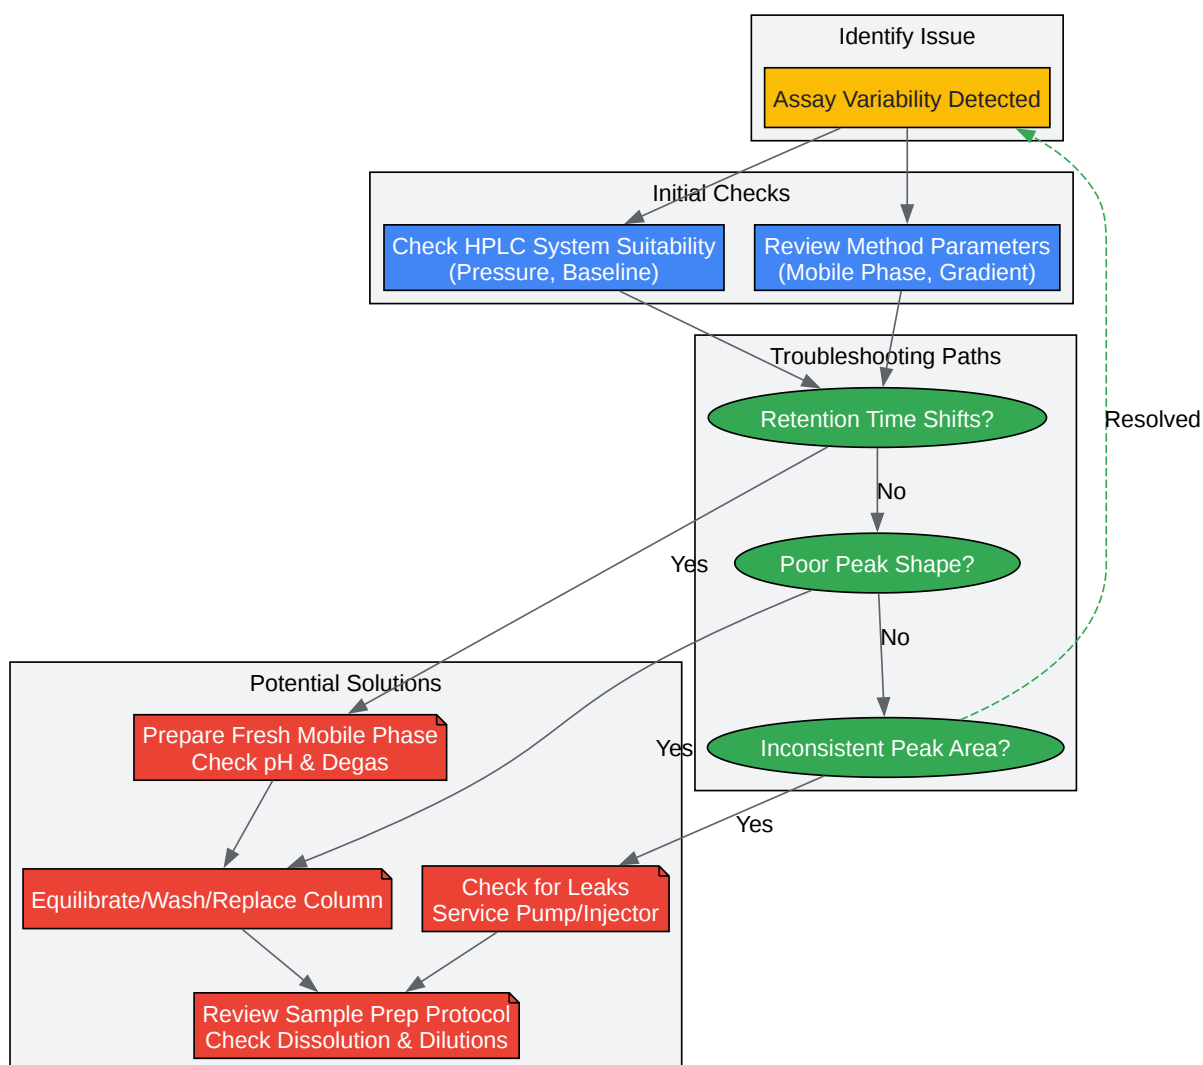 Identify Issue
Assay Variability Detected
Initial Checks
Check HPLC System Suitability
(Pressure, Baseline)
Review Method Parameters
(Mobile Phase, Gradient)
Troubleshooting Paths
Retention Time Shifts?
Resolved
No
Yes
Poor Peak Shape?
No
Potential Solutions
Prepare Fresh Mobile Phase
Check pH & Degas
Yes
Inconsistent Peak Area?
Yes
Equilibrate/Wash/Replace Column
Check for Leaks
Service Pump/Injector
Review Sample Prep Protocol
Check Dissolution & Dilutions